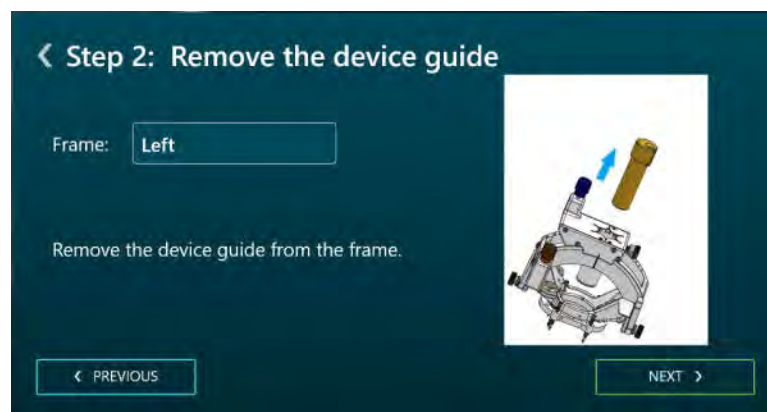 Step 2: Remove the device guide
Frame: Left
Remove the device guide from the frame.
PREVIOUS
NEXT